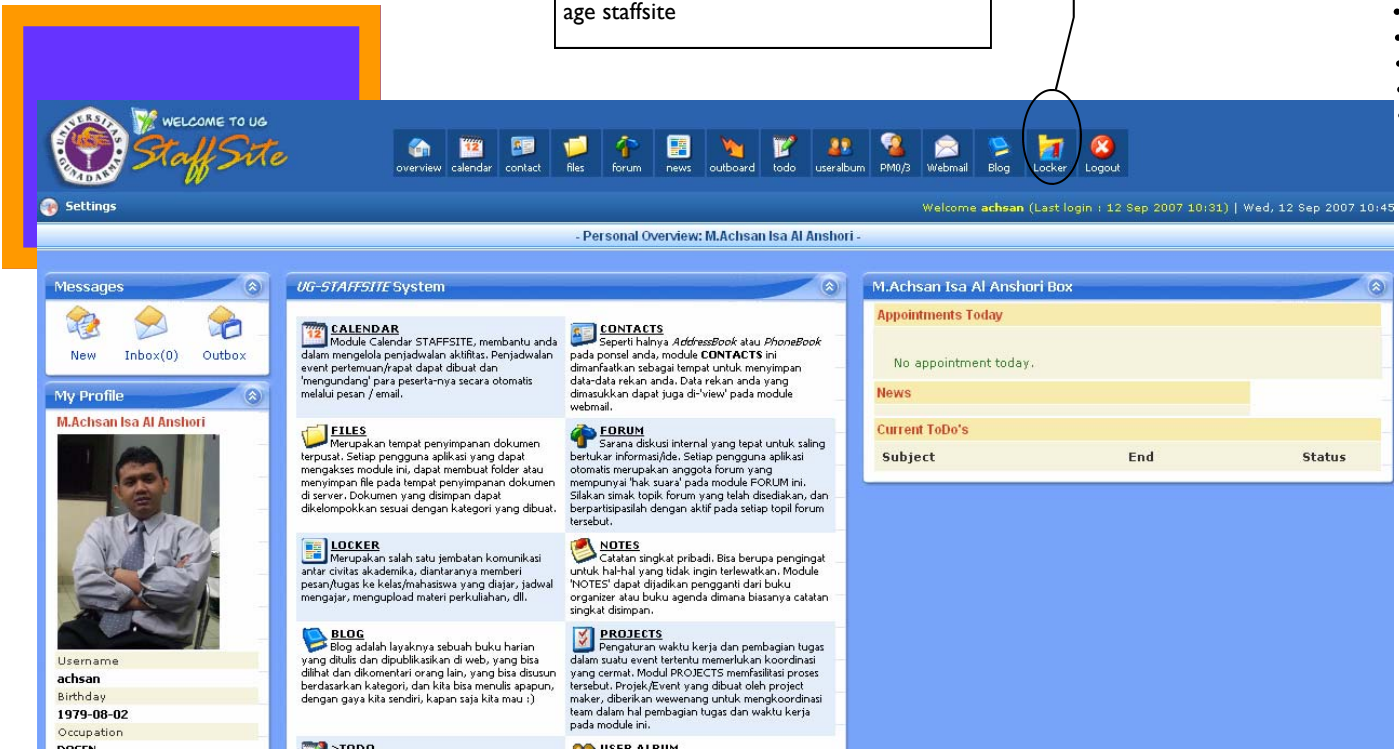 age staffsite
UNIVERSITAS GUNADARMA
WELCOME TO UG
StaffSite
overview calendar contact files forum news outboard todo useralbum PM0/3 Webmail Blog Locker Logout
Settings
Welcome achsan (Last login : 12 Sep 2007 10:31) | Wed, 12 Sep 2007 10:45
- Personal Overview: M.Achsan Isa Al Anshori -
Messages
New Inbox(0) Outbox
My Profile
M.Achsan Isa Al Anshori
Username
achsan
Birthday
1979-08-02
Occupation
DOSEN
UG-STAFFSITE System
CALENDAR
Module Calendar STAFFSITE, membantu anda
dalam mengelola penjadwalan aktifitas. Penjadwalan
event pertemuan/rapat dapat dibuat dan
'mengundang' para peserta-nya secara otomatis
melalui pesan / email.
CONTACTS
Seperti halnya AddressBook atau PhoneBook
pada ponsel anda, module CONTACTS ini
dimanfaatkan sebagai tempat untuk menyimpan
data-data rekan anda. Data rekan anda yang
dimasukkan dapat juga di-'view' pada module
webmail.
FILES
Merupakan tempat penyimpanan dokumen
terpusat. Setiap pengguna aplikasi yang dapat
mengakses module ini, dapat membuat folder atau
menyimpan file pada tempat penyimpanan dokumen
di server. Dokumen yang disimpan dapat
dikelompokkan sesuai dengan kategori yang dibuat.
FORUM
Sarana diskusi internal yang tepat untuk saling
bertukar informasi/ide. Setiap pengguna aplikasi
otomatis merupakan anggota forum yang
mempunyai 'hak suara' pada module FORUM ini.
Silakan simak topik forum yang telah disediakan, dan
berpartisipasilah dengan aktif pada setiap topil forum
tersebut.
LOCKER
Merupakan salah satu jembatan komunikasi
antar civitas akademika, diantaranya memberi
pesan/tugas ke kelas/mahasiswa yang diajar, jadwal
mengajar, mengupload materi perkuliahan, dll.
NOTES
Catatan singkat pribadi. Bisa berupa pengingat
untuk hal-hal yang tidak ingin terlewatkan. Module
'NOTES' dapat dijadikan pengganti dari buku
organizer atau buku agenda dimana biasanya catatan
singkat disimpan.
BLOG
Blog adalah layaknya sebuah buku harian
yang ditulis dan dipublikasikan di web, yang bisa
dilihat dan dikomentari orang lain, yang bisa disusun
berdasarkan kategori, dan kita bisa menulis apapun,
dengan gaya kita sendiri, kapan saja kita mau :)
PROJECTS
Pengaturan waktu kerja dan pembagian tugas
dalam suatu event tertentu memerlukan koordinasi
yang cermat. Modul PROJECTS memfasilitasi proses
tersebut. Projek/Event yang dibuat oleh project
maker, diberikan wewenang untuk mengkoordinasi
team dalam hal pembagian tugas dan waktu kerja
pada module ini.
>TODO
USER ALBUM
M.Achsan Isa Al Anshori Box
Appointments Today
No appointment today.
News
Current ToDo's
Subject End Status